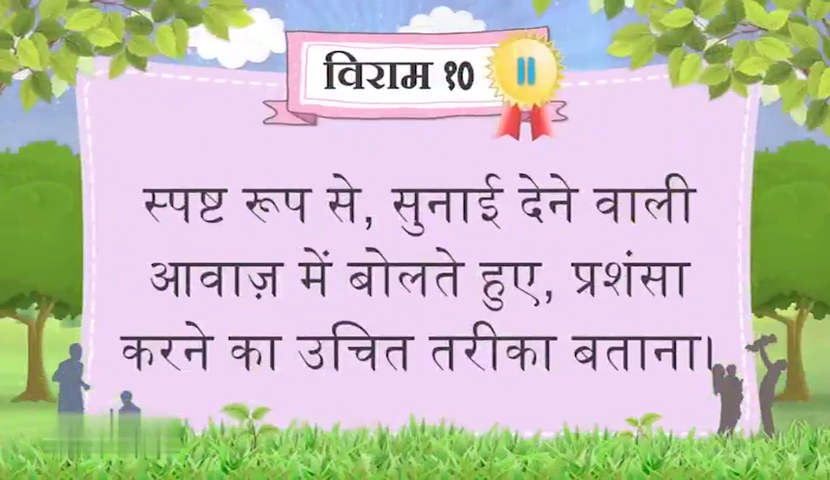 विराम १०
स्पष्ट रूप से, सुनाई देने वाली
आवाज़ में बोलते हुए, प्रशंसा
करने का उचित तरीका बताना।